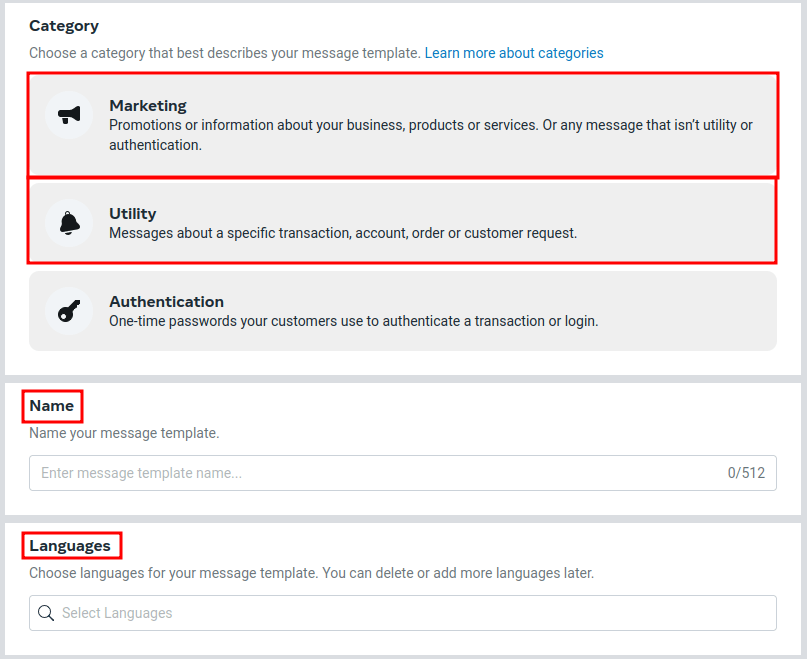 Category
Choose a category that best describes your message template. Learn more about categories
Marketing
Promotions or information about your business, products or services. Or any message that isn't utility or
authentication.
Utility
Messages about a specific transaction, account, order or customer request.
Authentication
One-time passwords your customers use to authenticate a transaction or login.
Name
Name your message template.
Enter message template name... 0/512
Languages
Choose languages for your message template. You can delete or add more languages later.
Select Languages